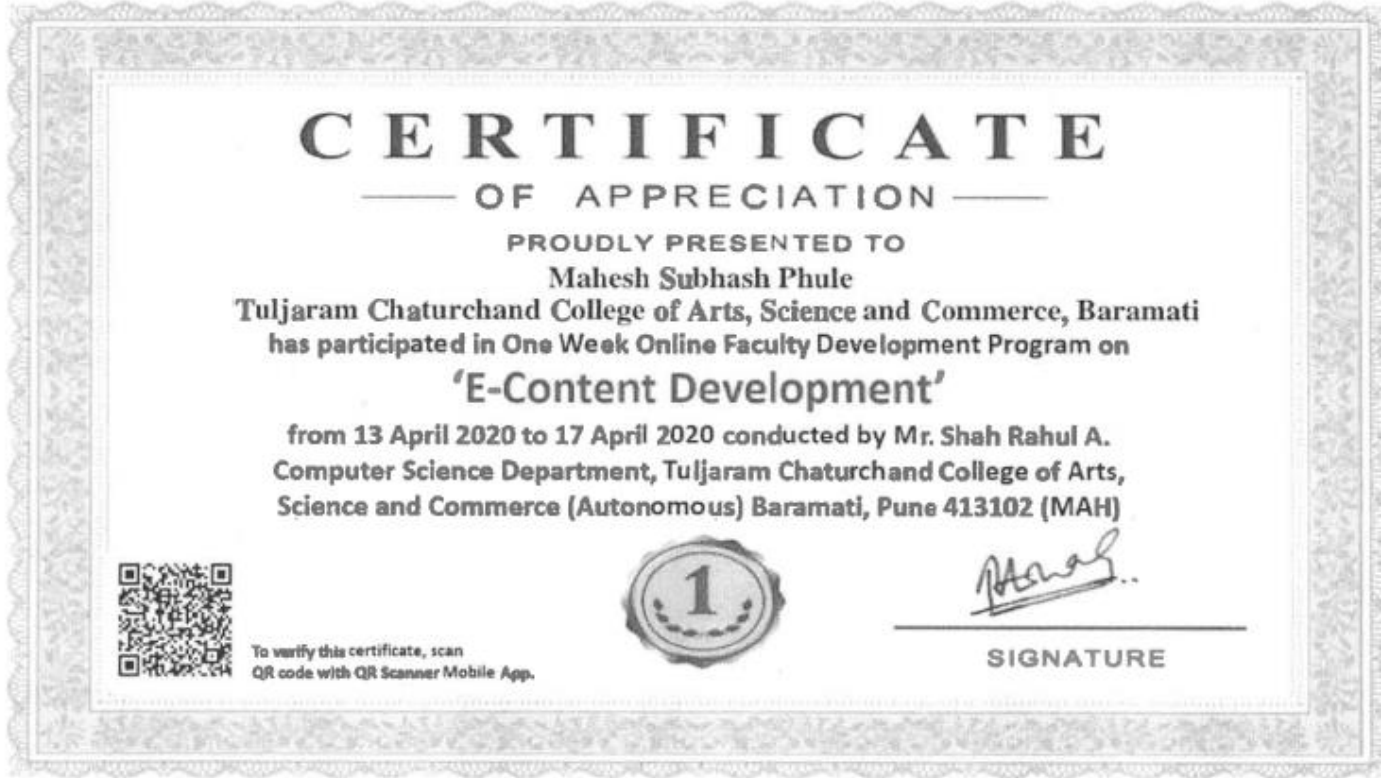 CERTIFICATE
OF APPRECIATION
PROUDLY PRESENTED TO
Mahesh Subhash Phule
Tuljaram Chaturchand College of Arts, Science and Commerce, Baramati
has participated in One Week Online Faculty Development Program on
‘E-Content Development’
from 13 April 2020 to 17 April 2020 conducted by Mr. Shah Rahul A.
Computer Science Department, Tuljaram Chaturchand College of Arts,
Science and Commerce (Autonomous) Baramati, Pune 413102 (MAH)
1
To verify this certificate, scan
QR code with QR Scanner Mobile App.
SIGNATURE